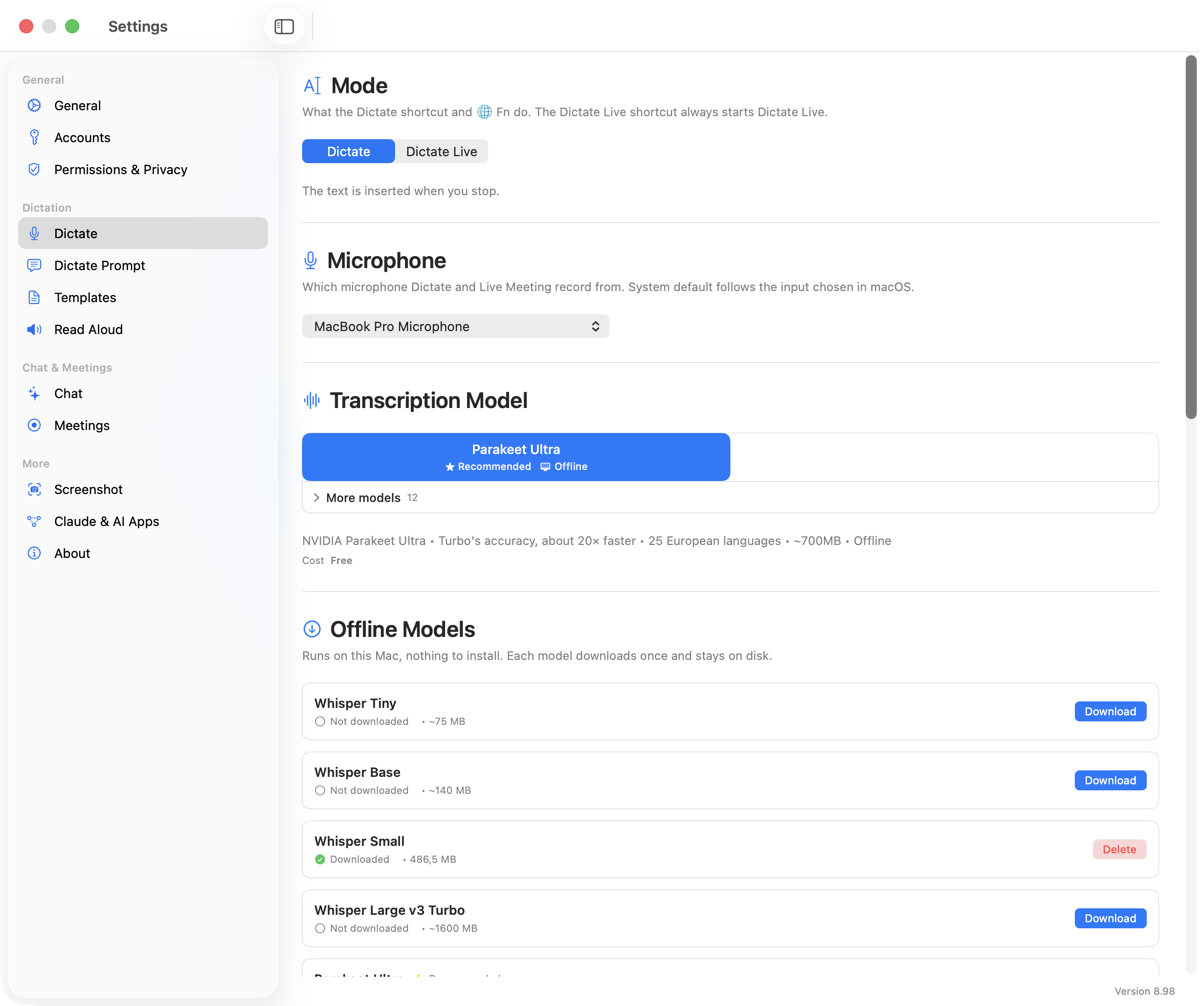 Settings
General
General
Accounts
Permissions & Privacy
Dictation
Dictate
Dictate Prompt
Templates
Read Aloud
Chat & Meetings
Chat
Meetings
More
Screenshot
Claude & AI Apps
About
Mode
What the Dictate shortcut and 🌐 Fn do. The Dictate Live shortcut always starts Dictate Live.
Dictate Dictate Live
The text is inserted when you stop.
Microphone
Which microphone Dictate and Live Meeting record from. System default follows the input chosen in macOS.
MacBook Pro Microphone
Transcription Model
Parakeet Ultra
★ Recommended Offline
More models 12
NVIDIA Parakeet Ultra • Turbo's accuracy, about 20× faster • 25 European languages • ~700MB • Offline
Cost Free
Offline Models
Runs on this Mac, nothing to install. Each model downloads once and stays on disk.
Whisper Tiny
Not downloaded • ~75 MB
Download
Whisper Base
Not downloaded • ~140 MB
Download
Whisper Small
Downloaded • 486,5 MB
Delete
Whisper Large v3 Turbo
Not downloaded • ~1600 MB
Download
Version 8.98